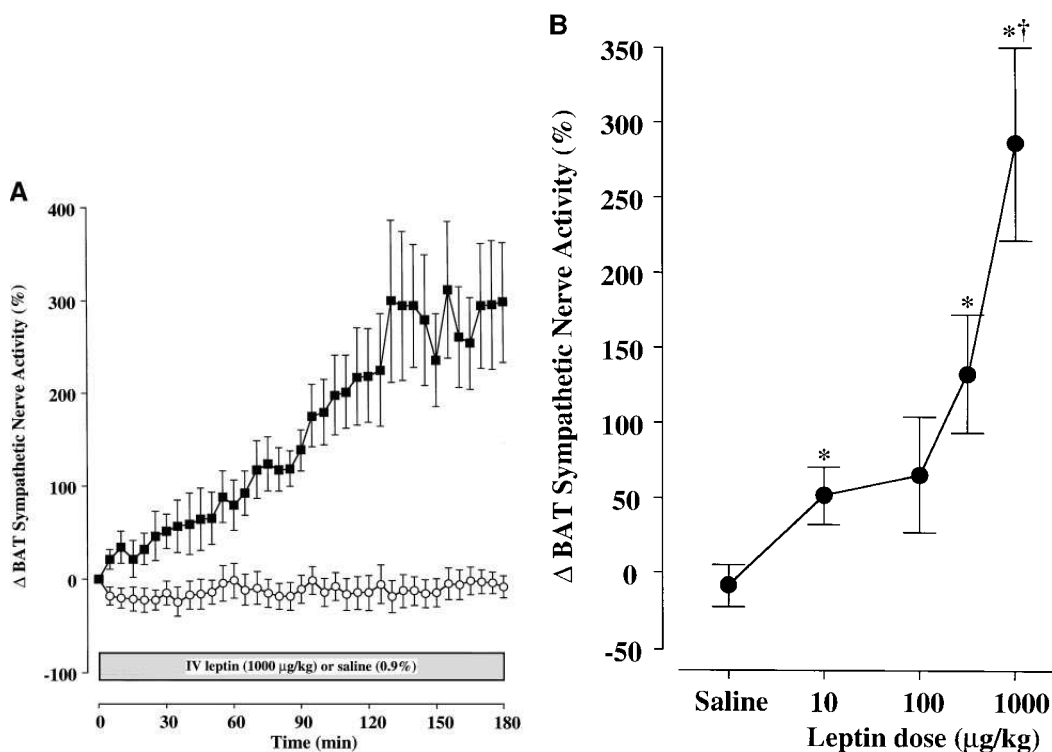 A
Δ BAT Sympathetic Nerve Activity (%)
400
300
200
100
0
-100
IV leptin (1000 µg/kg) or saline (0.9%)
0 30 60 90 120 150 180
Time (min)
B
Δ BAT Sympathetic Nerve Activity (%)
350
300
250
200
150
100
50
0
-50
*
*
*†
Saline 10 100 1000
Leptin dose (µg/kg)